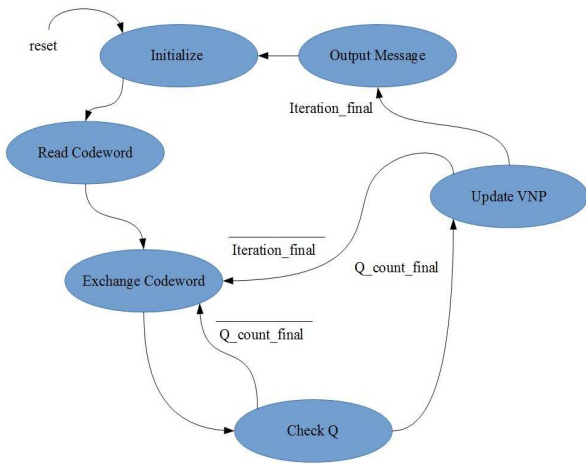 reset
Initialize
Output Message
Iteration_final
Read Codeword
Update VNP
Iteration_final
Q_count_final
Exchange Codeword
Q_count_final
Check Q